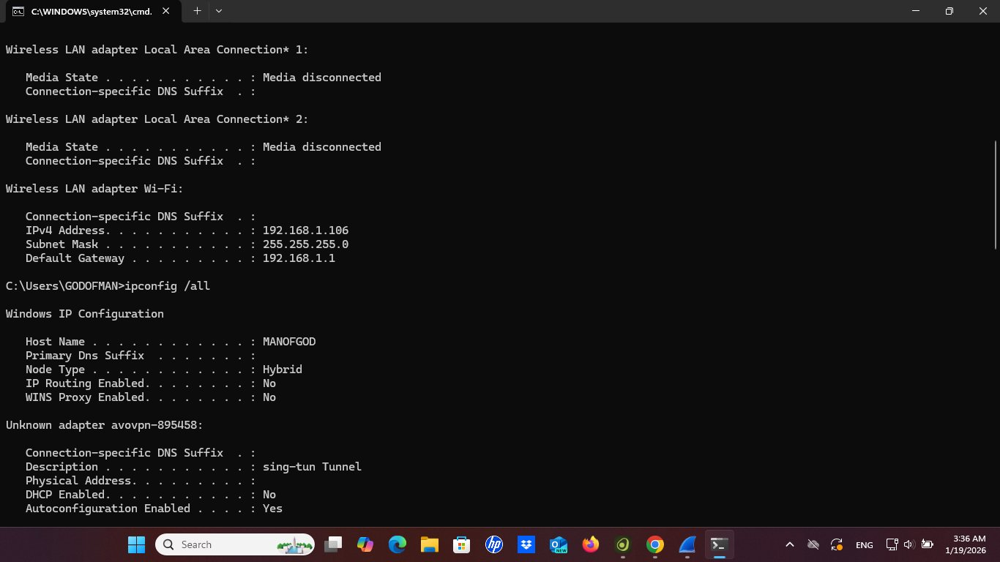 C:\WINDOWS\system32\cmd.
Wireless LAN adapter Local Area Connection* 1:
Media State . . . . . . . . . . . : Media disconnected
Connection-specific DNS Suffix  . :
Wireless LAN adapter Local Area Connection* 2:
Media State . . . . . . . . . . . : Media disconnected
Connection-specific DNS Suffix  . :
Wireless LAN adapter Wi-Fi:
Connection-specific DNS Suffix  . :
IPv4 Address. . . . . . . . . . . : 192.168.1.106
Subnet Mask . . . . . . . . . . . : 255.255.255.0
Default Gateway . . . . . . . . . : 192.168.1.1
C:\Users\GODOFMAN>ipconfig /all
Windows IP Configuration
Host Name . . . . . . . . . . . . : MANOFGOD
Primary Dns Suffix  . . . . . . . :
Node Type . . . . . . . . . . . . : Hybrid
IP Routing Enabled. . . . . . . . : No
WINS Proxy Enabled. . . . . . . . : No
Unknown adapter avovpn-895458:
Connection-specific DNS Suffix  . :
Description . . . . . . . . . . . : sing-tun Tunnel
Physical Address. . . . . . . . . :
DHCP Enabled. . . . . . . . . . . : No
Autoconfiguration Enabled . . . . : Yes
Search
hp
NEW
ENG
3:36 AM
1/19/2026